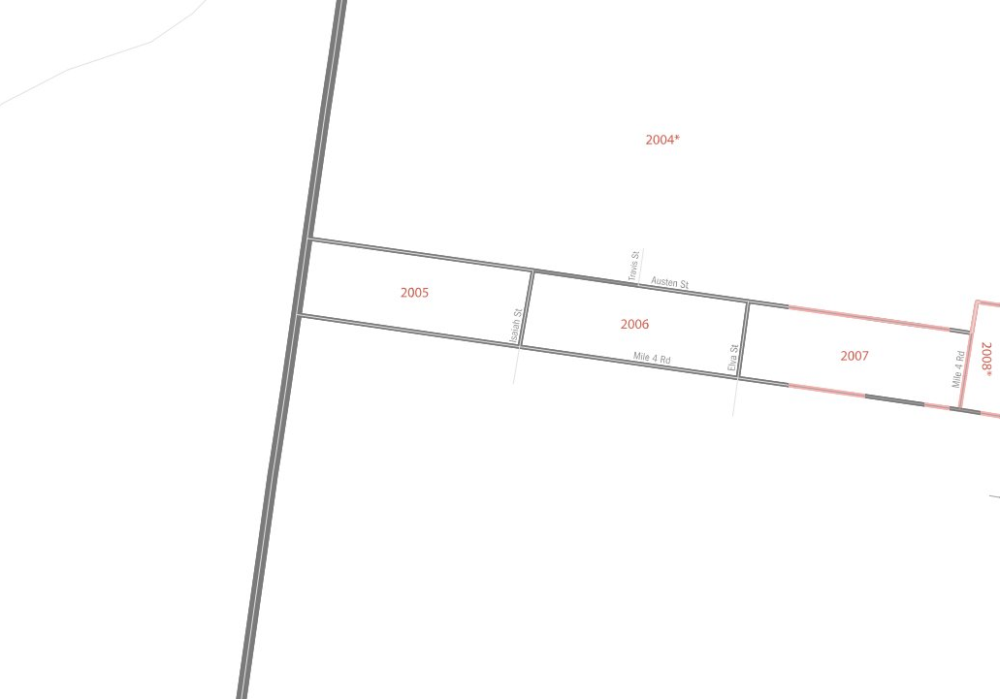 2004*
Travis St
Austen St
2005
Isaiah St
2006
Mile 4 Rd
Elva St
2007
Mile 4 Rd
2008*